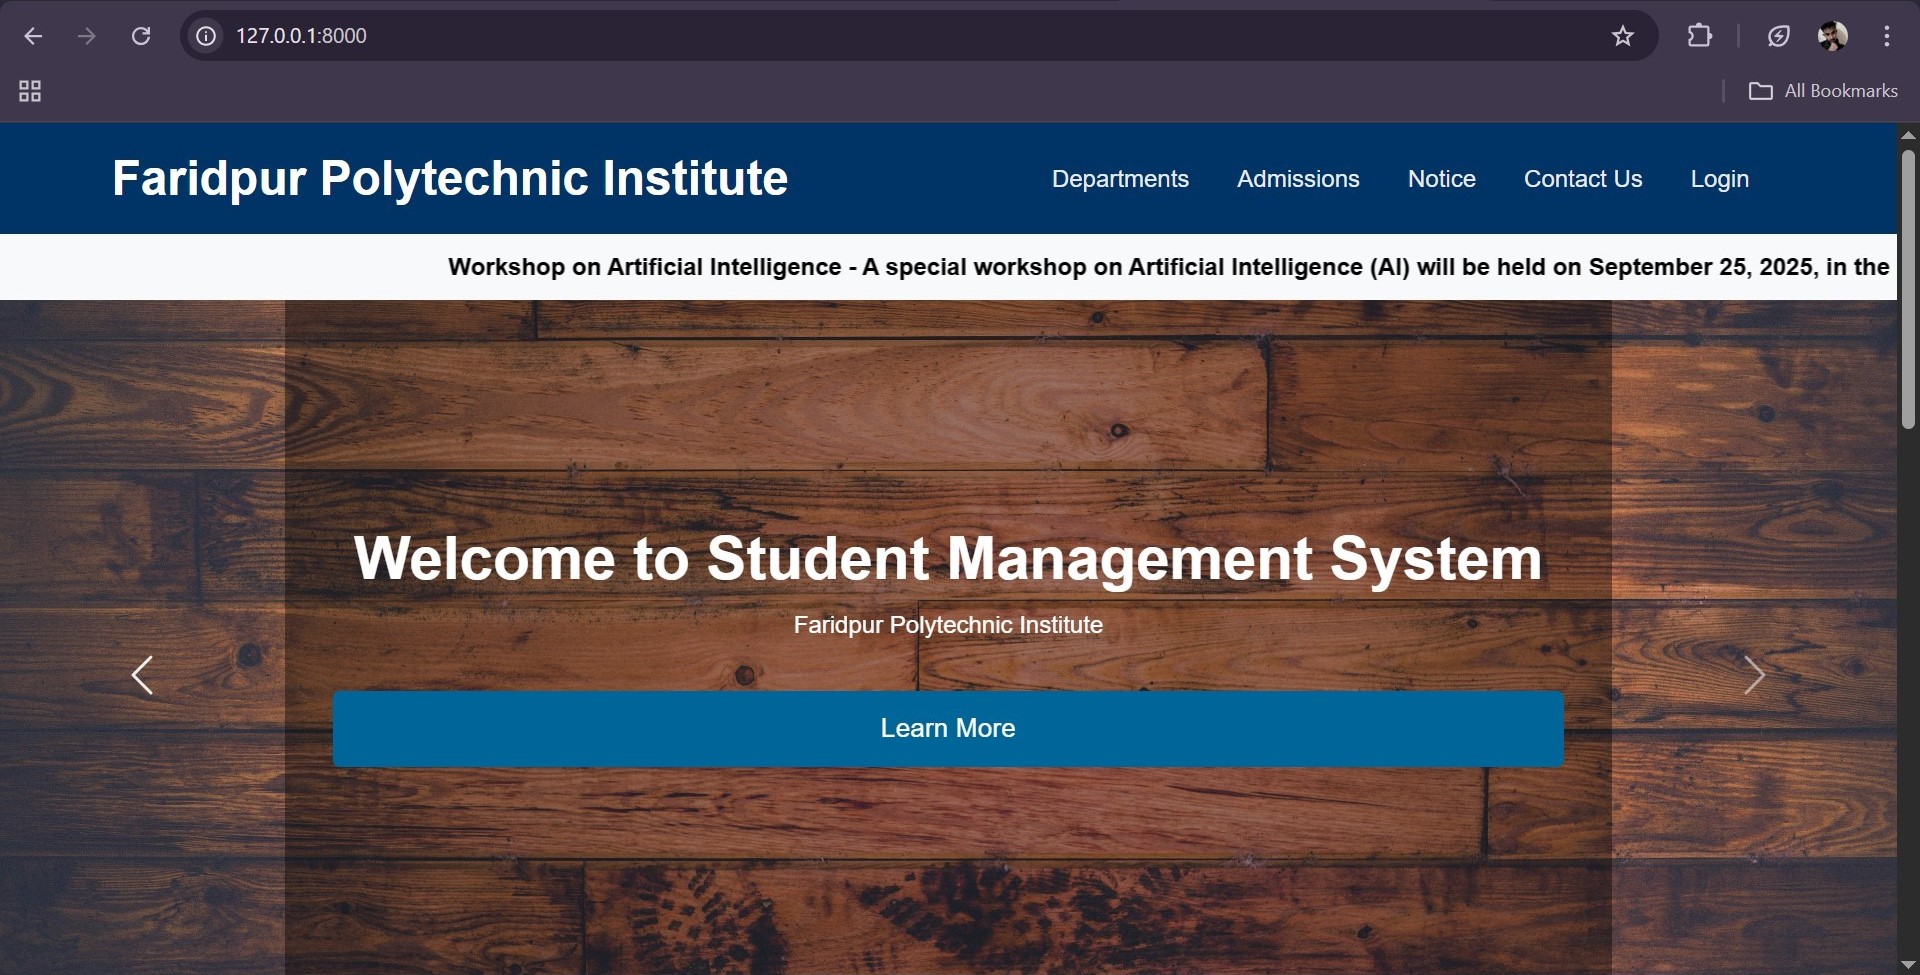 127.0.0.1:8000
All Bookmarks
Faridpur Polytechnic Institute
Departments
Admissions
Notice
Contact Us
Login
Workshop on Artificial Intelligence - A special workshop on Artificial Intelligence (AI) will be held on September 25, 2025, in the
Welcome to Student Management System
Faridpur Polytechnic Institute
Learn More